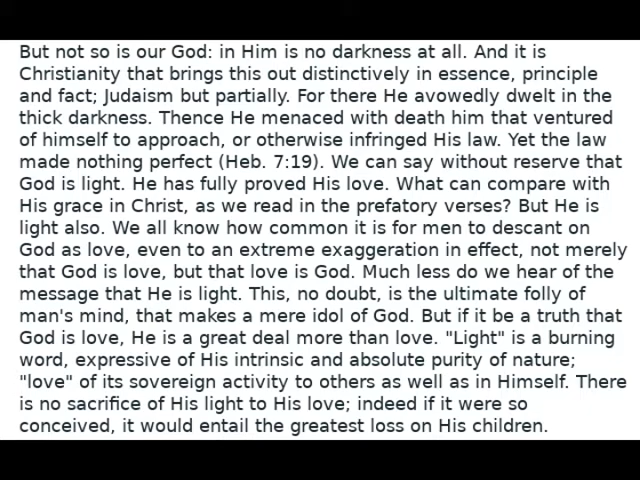 But not so is our God: in Him is no darkness at all. And it is
Christianity that brings this out distinctively in essence, principle
and fact; Judaism but partially. For there He avowedly dwelt in the
thick darkness. Thence He menaced with death him that ventured
of himself to approach, or otherwise infringed His law. Yet the law
made nothing perfect (Heb. 7:19). We can say without reserve that
God is light. He has fully proved His love. What can compare with
His grace in Christ, as we read in the prefatory verses? But He is
light also. We all know how common it is for men to descant on
God as love, even to an extreme exaggeration in effect, not merely
that God is love, but that love is God. Much less do we hear of the
message that He is light. This, no doubt, is the ultimate folly of
man's mind, that makes a mere idol of God. But if it be a truth that
God is love, He is a great deal more than love. "Light" is a burning
word, expressive of His intrinsic and absolute purity of nature;
"love" of its sovereign activity to others as well as in Himself. There
is no sacrifice of His light to His love; indeed if it were so
conceived, it would entail the greatest loss on His children.